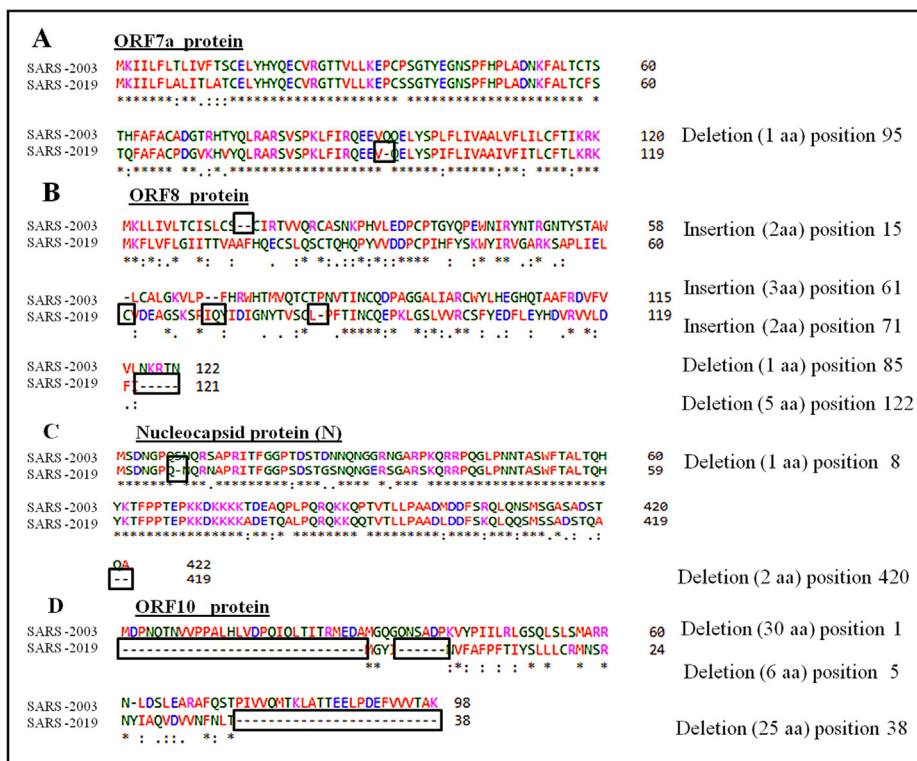 A
ORF7a protein
SARS-2003 MKIILFLTLIVFTSCELYHYQECVRGTTVLLKEPCPSGTYEGNSPFHPLADNKFALTCTS 60
SARS-2019 MKIILFLALITLATCELYHYQECVRGTTVLLKEPCSSGTYEGNSPFHPLADNKFALTCFS 60
*******:**.:::********************* ********************** *
SARS-2003 THFAFACADGTRHTYQLRARSVSPKLFIRQEEVQQELYSPLFLIVAALVFLILCFTIKRK 120 Deletion (1 aa) position 95
SARS-2019 TQFAFACPDGVKHVYQLRARSVSPKLFIRQEEV-QELYSPIFLIVAAIVFITLCFTLKRK 119
B
ORF8 protein
SARS-2003 MKLLIVLTCISLCS--CIRTVVQRCASNKPHVLEDPCPTGYQPEWNIRYNTRGNTYSTAW 58 Insertion (2aa) position 15
SARS-2019 MKFLVFLGIITTVAAFHQECSLQSCTQHQPYVVDDPCPIHFYSKWYIRVGARKSAPLIEL 60
SARS-2003 -LCALGKVLP--FHRWHTMVQTCTPNVTINCQDPAGGALIARCWYLHEGHQTAAFRDVFV 115 Insertion (3aa) position 61
SARS-2019 CVDEAGSKSPIQYIDIGNYTVSCL-PFTINCQEPKLGSLVVRCSFYEDFLEYHDVRVVLD 119
Insertion (2aa) position 71
SARS-2003 VLNKRTN 122 Deletion (1 aa) position 85
SARS-2019 FI----- 121
Deletion (5 aa) position 122
.:
C
Nucleocapsid protein (N)
SARS-2003 MSDNGPQSNQRSAPRITFGGPTDSTDNNQNGGRNGARPKQRRPQGLPNNTASWFTALTQH 60
SARS-2019 MSDNGPQ-NQRNAPRITFGGPSDSTGSNQNGERSGARSKQRRPQGLPNNTASWFTALTQH 59 Deletion (1 aa) position 8
SARS-2003 YKTFPPTEPKKDKKKKTDEAQPLPQRQKKQPTVTLLPAADMDDFSRQLQNSMSGASADST 420
SARS-2019 YKTFPPTEPKKDKKKKADETQALPQRQKKQQTVTLLPAADLDDFSKQLQQSMSSADSTQA 419
QA 422
-- 419 Deletion (2 aa) position 420
D
ORF10 protein
SARS-2003 MDPNQTNVVPPALHLVDPQIQLTITRMEDAMGQGQNSADPKVYPIILRLGSQLSLSMARR 60 Deletion (30 aa) position 1
SARS-2019 ------------------------------MGYI------NVFAFPFTIYSLLLCRMNSR 24
Deletion (6 aa) position 5
SARS-2003 N-LDSLEARAFQSTPIVVQMTKLATTEELPDEFVVVTAK 98
SARS-2019 NYIAQVDVVNFNLT------------------------- 38 Deletion (25 aa) position 38
* : .::. *: *